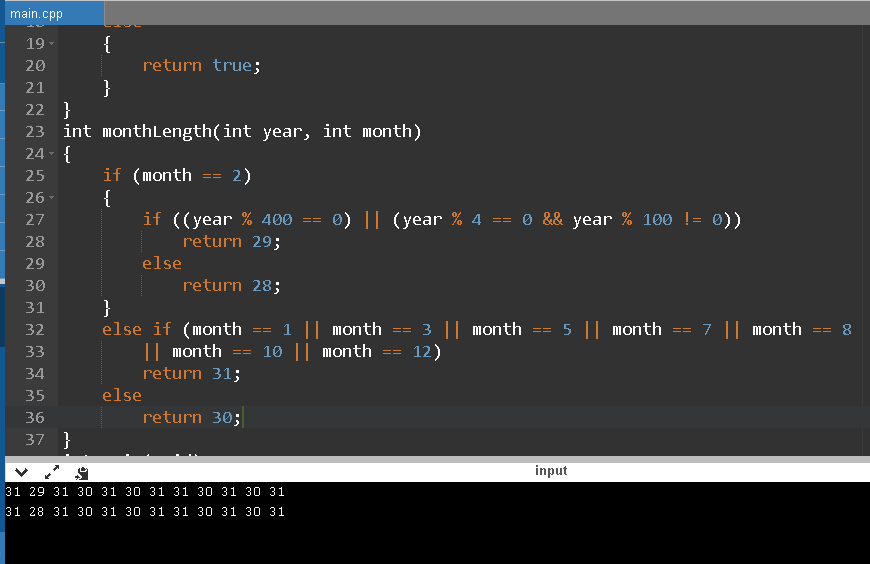 main.cpp
else
19 {
20 return true;
21 }
22 }
23 int monthLength(int year, int month)
24 {
25 if (month == 2)
26 {
27 if ((year % 400 == 0) || (year % 4 == 0 && year % 100 != 0))
28 return 29;
29 else
30 return 28;
31 }
32 else if (month == 1 || month == 3 || month == 5 || month == 7 || month == 8
33 || month == 10 || month == 12)
34 return 31;
35 else
36 return 30;
37 }
input
31 29 31 30 31 30 31 31 30 31 30 31
31 28 31 30 31 30 31 31 30 31 30 31